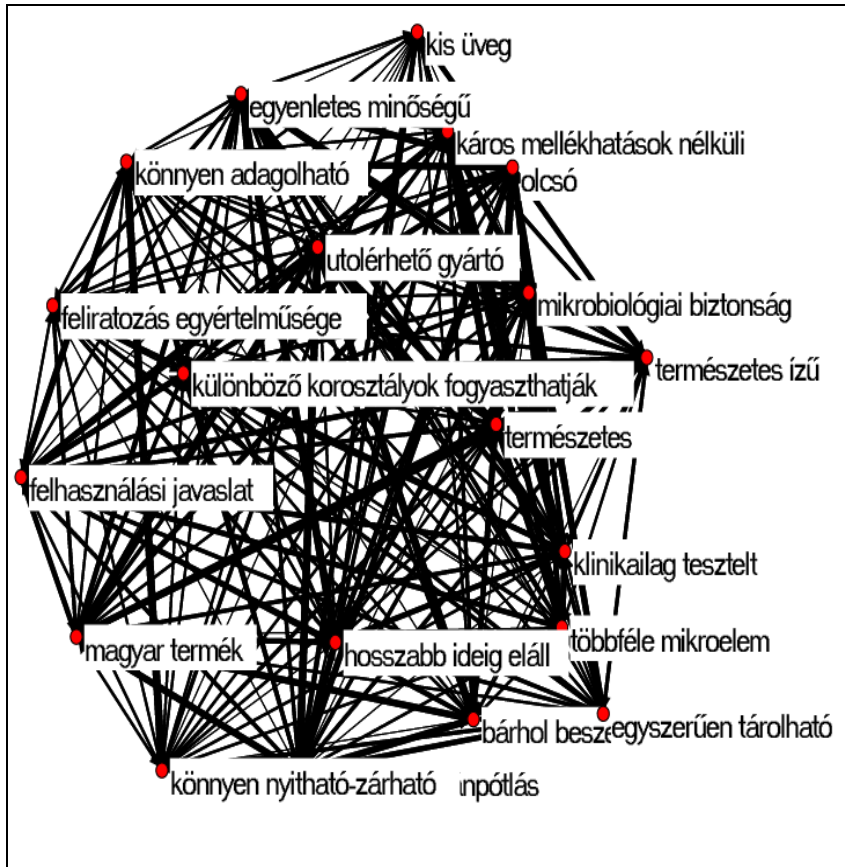 kis üveg
egyenletes minőségű
káros mellékhatások nélküli
könnyen adagolható
olcsó
utolérhető gyártó
mikrobiológiai biztonság
feliratozás egyértelműsége
természetes ízű
különböző korosztályok fogyaszthatják
természetes
felhasználási javaslat
klinikailag tesztelt
többféle mikroelem
magyar termék
hosszabb ideig eláll
bárhol
egyszerűen tárolható
könnyen nyitható-zárható